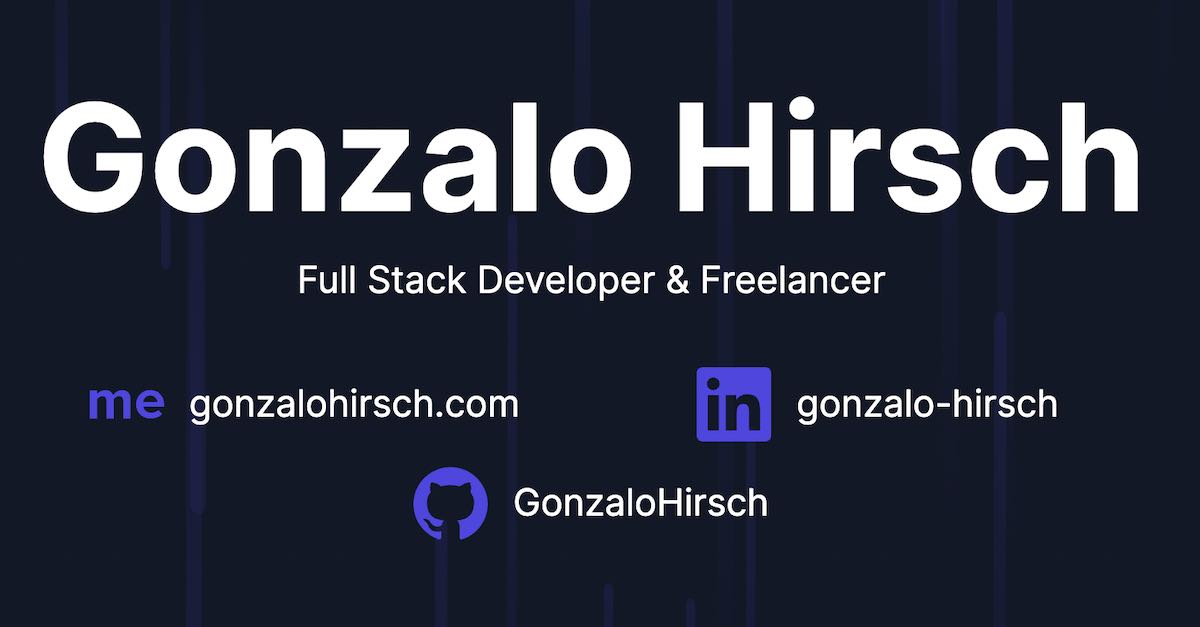 Gonzalo Hirsch
Full Stack Developer & Freelancer
me gonzalohirsch.com
in gonzalo-hirsch
GonzaloHirsch